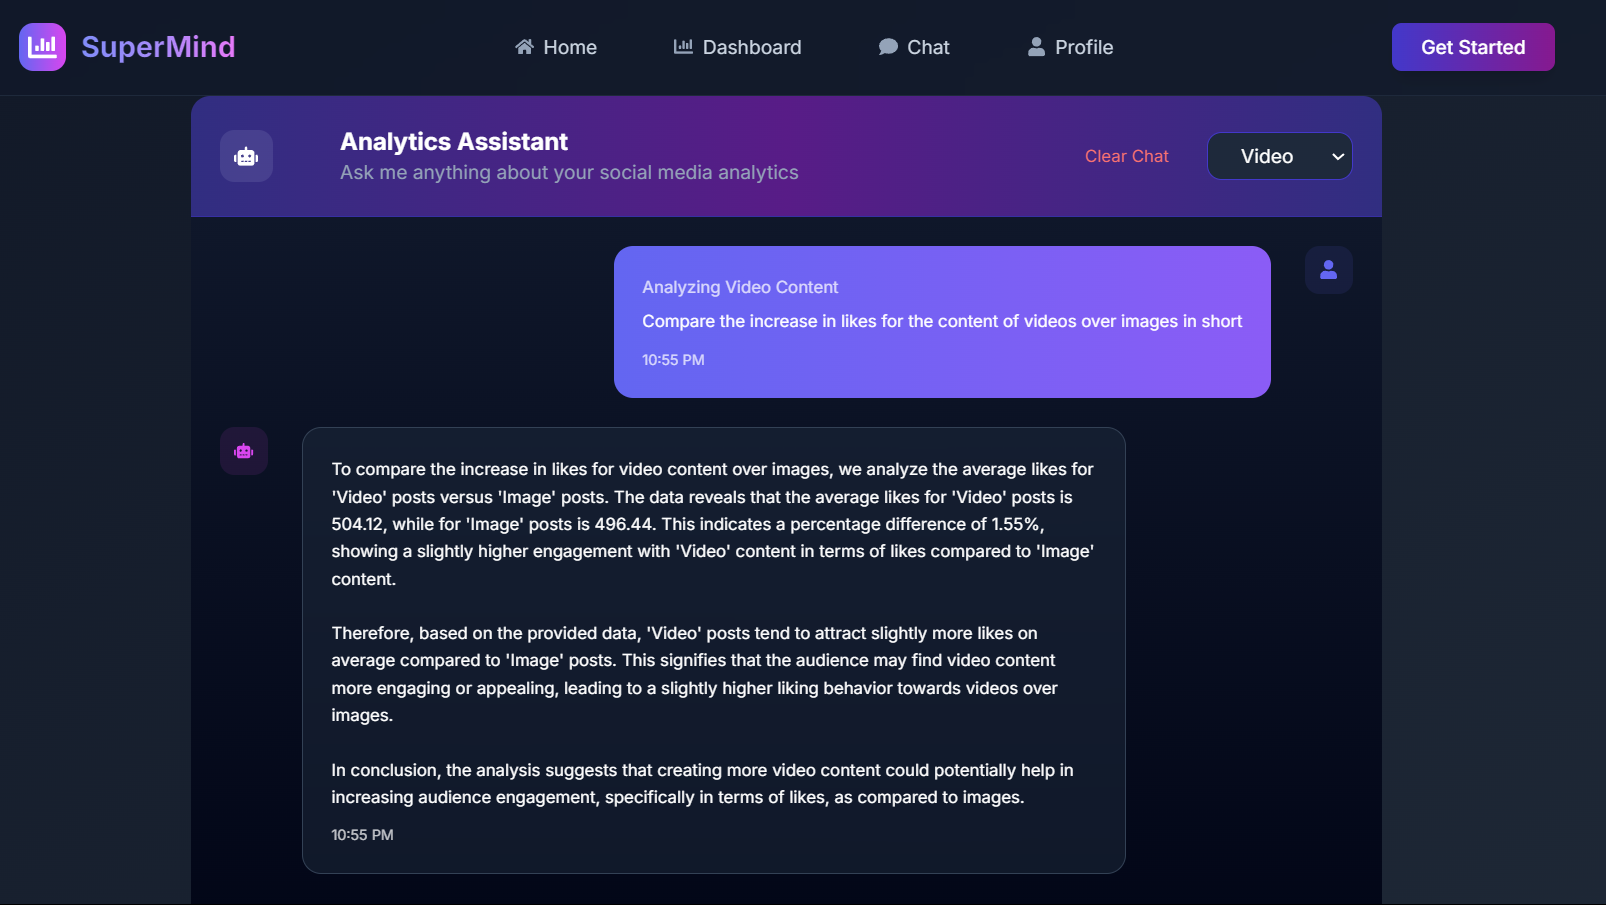 SuperMind
Home
Dashboard
Chat
Profile
Get Started
Analytics Assistant
Ask me anything about your social media analytics
Clear Chat
Video
Analyzing Video Content
Compare the increase in likes for the content of videos over images in short
10:55 PM
To compare the increase in likes for video content over images, we analyze the average likes for
'Video' posts versus 'Image' posts. The data reveals that the average likes for 'Video' posts is
504.12, while for 'Image' posts is 496.44. This indicates a percentage difference of 1.55%,
showing a slightly higher engagement with 'Video' content in terms of likes compared to 'Image'
content.
Therefore, based on the provided data, 'Video' posts tend to attract slightly more likes on
average compared to 'Image' posts. This signifies that the audience may find video content
more engaging or appealing, leading to a slightly higher liking behavior towards videos over
images.
In conclusion, the analysis suggests that creating more video content could potentially help in
increasing audience engagement, specifically in terms of likes, as compared to images.
10:55 PM